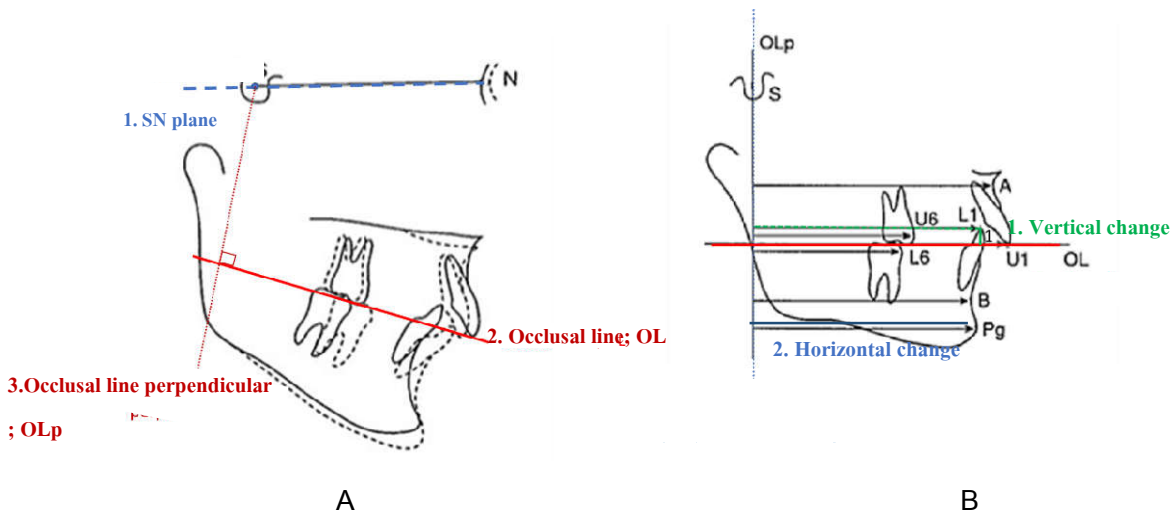 N
1. SN plane
2. Occlusal line; OL
3.Occlusal line perpendicular
; OLp
A
OLp
S
A
U6
L1
1. Vertical change
1
L6
U1
OL
B
Pg
2. Horizontal change
B